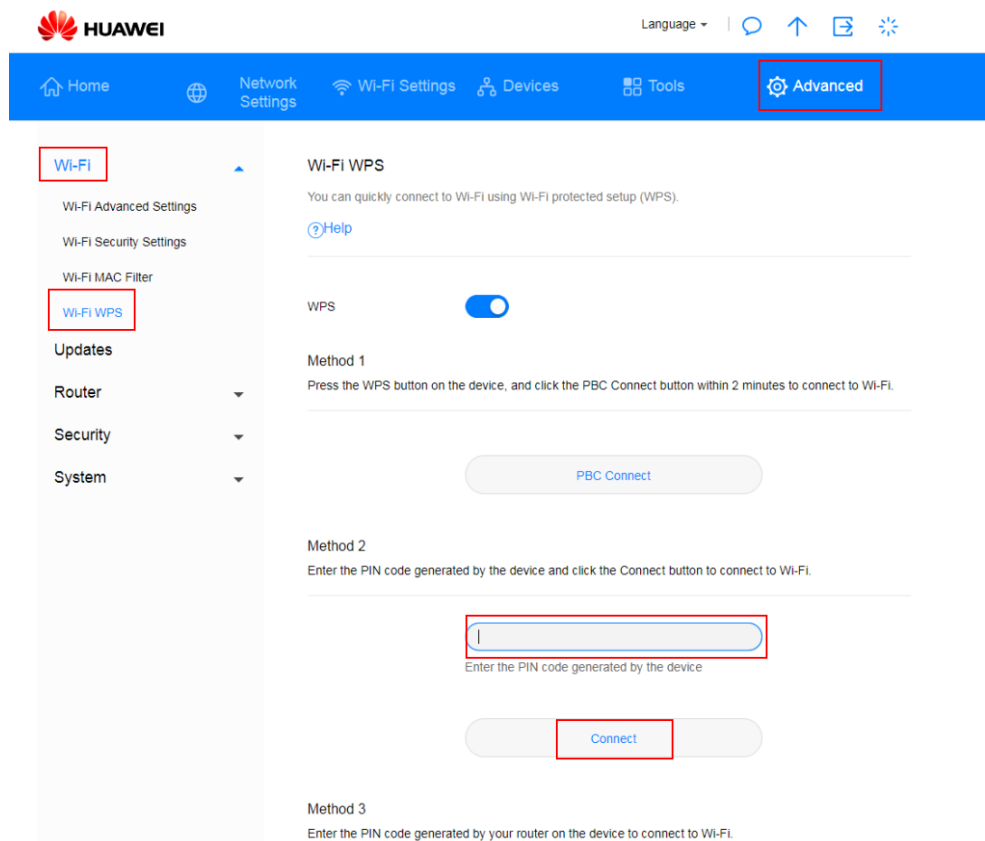 HUAWEI
Language
Home
Network
Settings
Wi-Fi Settings
Devices
Tools
Advanced
Wi-Fi
Wi-Fi Advanced Settings
Wi-Fi Security Settings
Wi-Fi MAC Filter
Wi-Fi WPS
Updates
Router
Security
System
Wi-Fi WPS
You can quickly connect to Wi-Fi using Wi-Fi protected setup (WPS).
?Help
WPS
Method 1
Press the WPS button on the device, and click the PBC Connect button within 2 minutes to connect to Wi-Fi.
PBC Connect
Method 2
Enter the PIN code generated by the device and click the Connect button to connect to Wi-Fi.
Enter the PIN code generated by the device
Connect
Method 3
Enter the PIN code generated by your router on the device to connect to Wi-Fi.